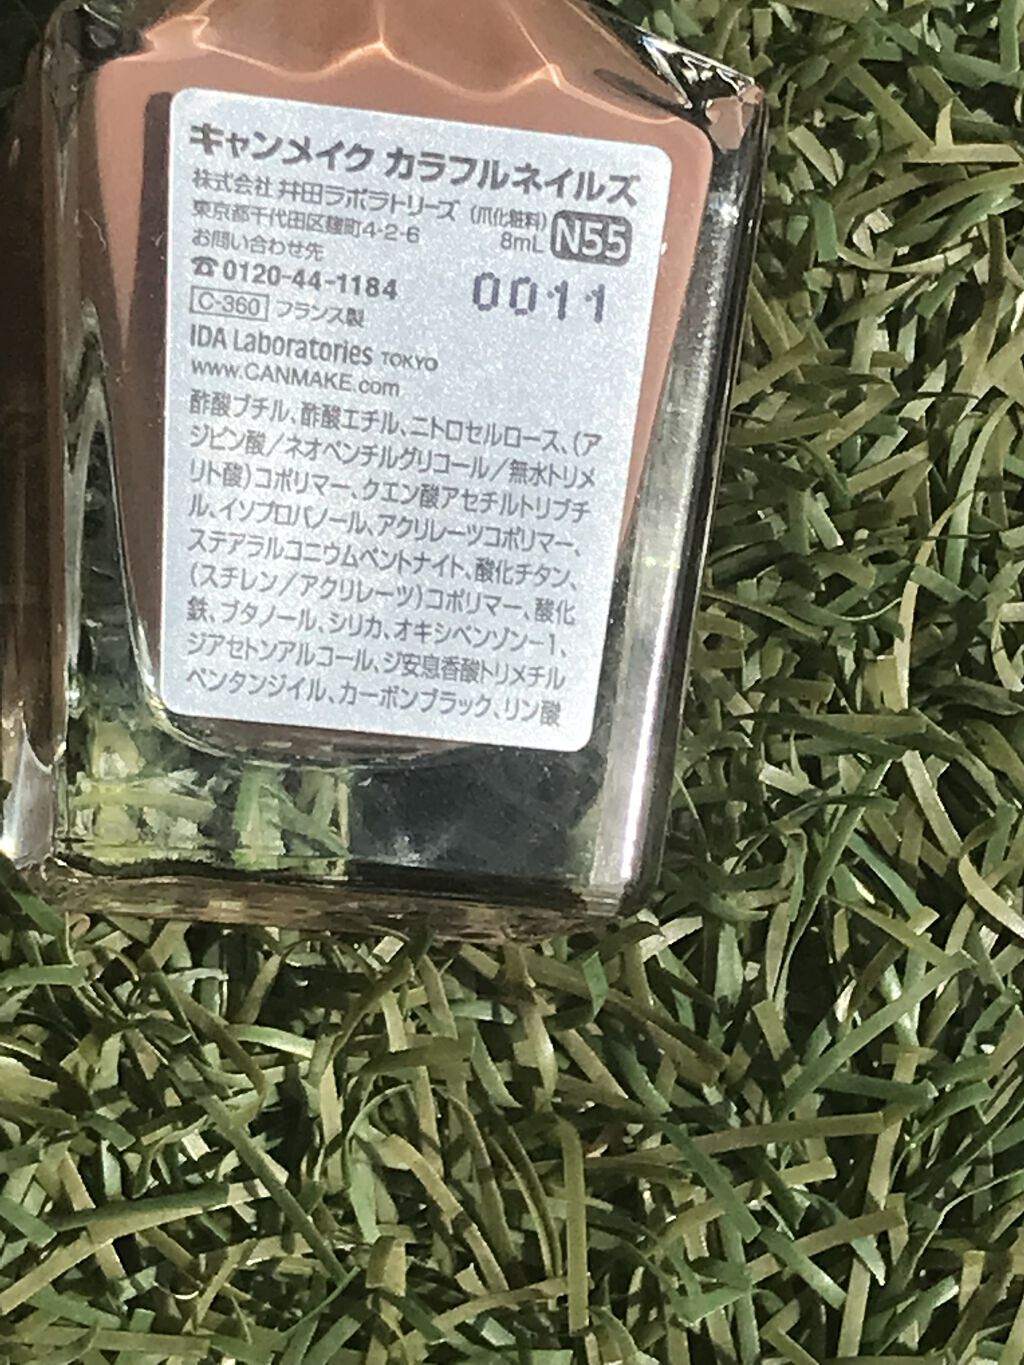 キャンメイク カラフルネイルズ
株式会社 井田ラボラトリーズ (爪化粧料)
東京都千代田区麹町4-2-6 8mL N55
お問い合わせ先
☎0120-44-1184 0011
C-360 フランス製
IDA Laboratories TOKYO
www.CANMAKE.com
酢酸ブチル、酢酸エチル、ニトロセルロース、(ア
ジピン酸/ネオペンチルグリコール/無水トリメ
リト酸)コポリマー、クエン酸アセチルトリブチ
ル、イソプロパノール、アクリレーツコポリマー、
ステアラルコニウムベントナイト、酸化チタン、
(スチレン/アクリレーツ)コポリマー、酸化
鉄、ブタノール、シリカ、オキシベンゾン-1、
ジアセトンアルコール、ジ安息香酸トリメチル
ペンタンジイル、カーボンブラック、リン酸